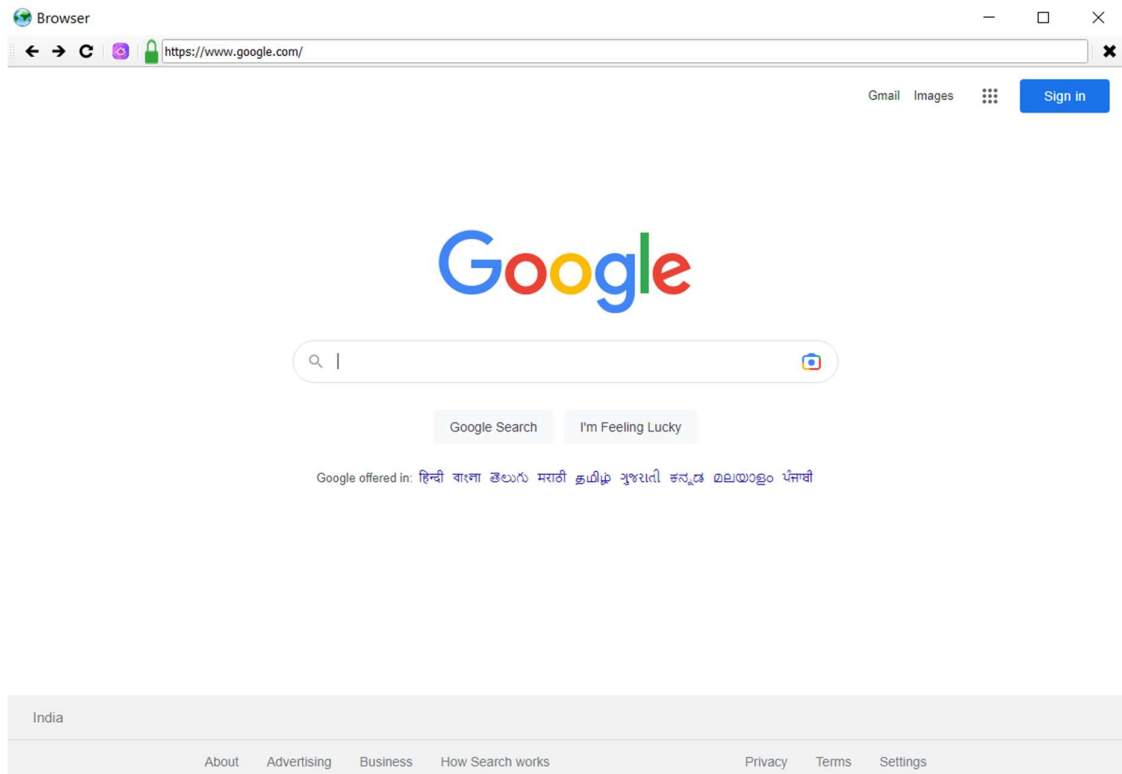 Browser
https://www.google.com/
Gmail Images Sign in
Google
Google Search I'm Feeling Lucky
Google offered in: हिन्दी বাংলা తెలుగు मराठी தமிழ் ગુજરાતી ಕನ್ನಡ മലയാളം ਪੰਜਾਬੀ
India
About Advertising Business How Search works Privacy Terms Settings